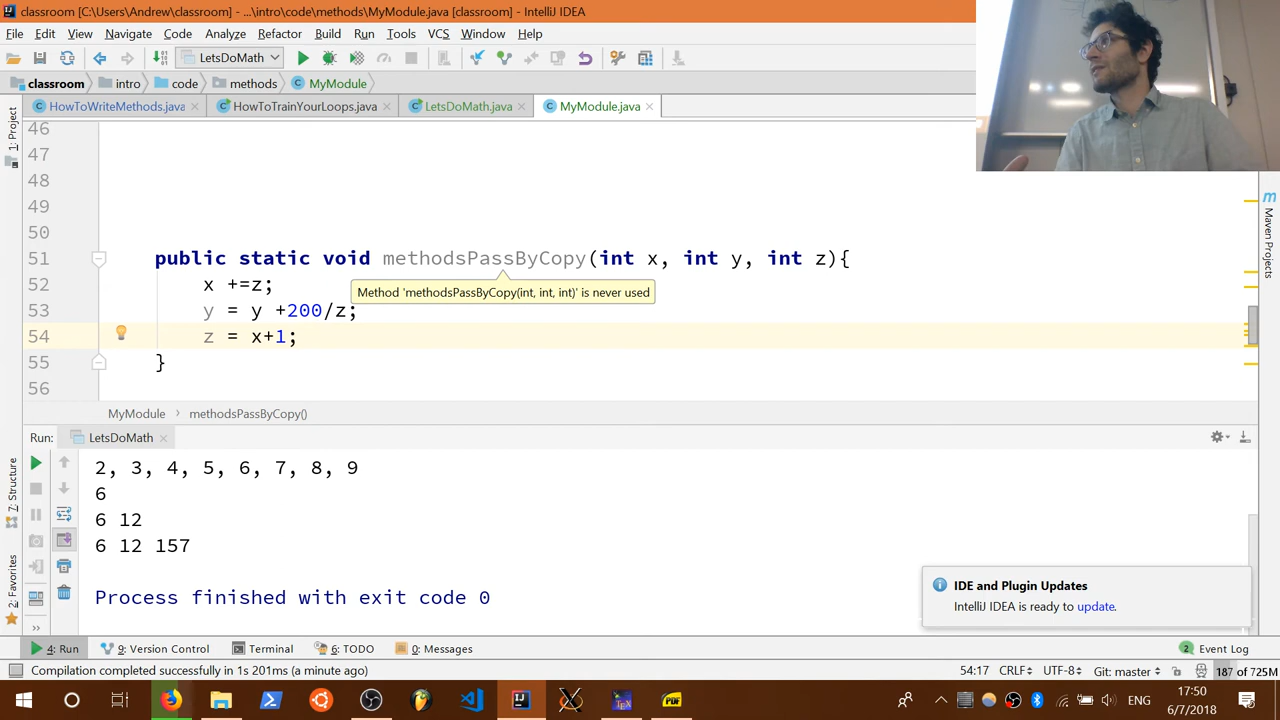 classroom [C:\Users\Andrew\classroom] - ...\intro\code\methods\MyModule.java [classroom] - IntelliJ IDEA
File Edit View Navigate Code Analyze Refactor Build Run Tools VCS Window Help
LetsDoMath
classroom intro code methods MyModule.java
HowToWriteMethods.java HowToTrainYourLoops.java LetsDoMath.java MyModule.java
1: Project
Maven Projects
46
47
48
49
50
51 public static void methodsPassByCopy(int x, int y, int z){
52 x +=z;
Method 'methodsPassByCopy(int, int, int)' is never used
53 y = y +200/z;
54 z = x+1;
55 }
56
MyModule methodsPassByCopy()
Run: LetsDoMath
7: Structure
2: Favorites
2, 3, 4, 5, 6, 7, 8, 9
6
6 12
6 12 157
Process finished with exit code 0
IDE and Plugin Updates
IntelliJ IDEA is ready to update.
4: Run 9: Version Control Terminal 6: TODO 0: Messages 2 Event Log
Compilation completed successfully in 1s 201ms (a minute ago) 54:17 CRLF UTF-8 Git: master 187 of 725M
PDF ENG 17:50
6/7/2018